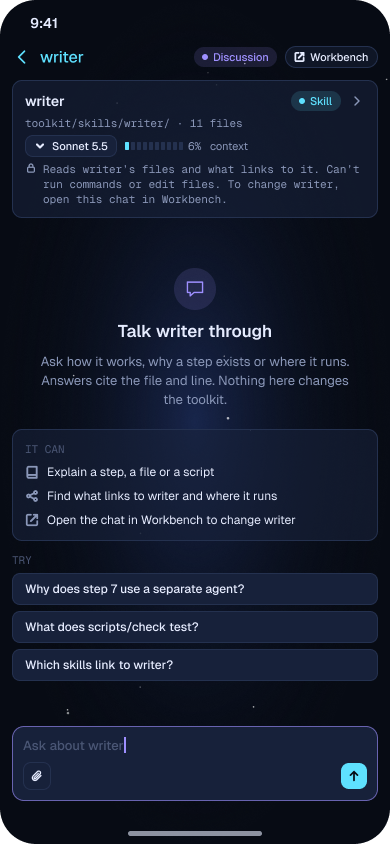 9:41
writer
Discussion
Workbench
writer
Skill
toolkit/skills/writer/ · 11 files
Sonnet 5.5
6% context
Reads writer's files and what links to it. Can't
run commands or edit files. To change writer,
open this chat in Workbench.
Talk writer through
Ask how it works, why a step exists or where it runs.
Answers cite the file and line. Nothing here changes
the toolkit.
IT CAN
Explain a step, a file or a script
Find what links to writer and where it runs
Open the chat in Workbench to change writer
TRY
Why does step 7 use a separate agent?
What does scripts/check test?
Which skills link to writer?
Ask about writer